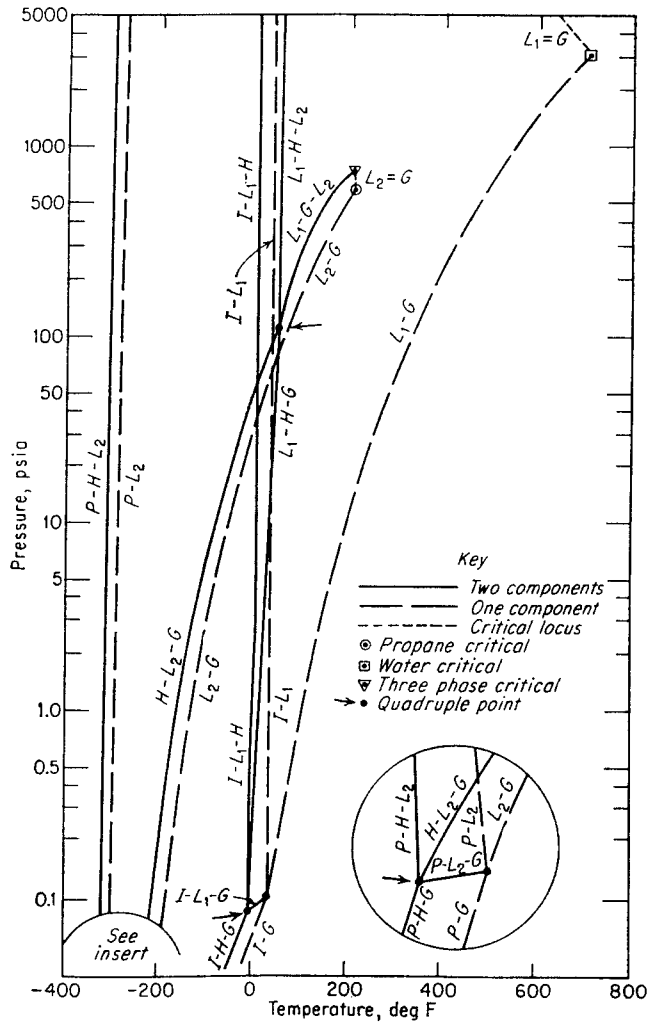 5000
1000
500
100
50
10
5
1.0
0.5
0.1
Pressure, psia
-400
-200
0
200
400
600
800
Temperature, deg F
P-H-L2
P-L2
I-L1-H
L1-H-L2
I-L1
L1-G-L2
L2=G
L2-G
L1=G
L1-G
L1-H-G
H-L2-G
L2-G
I-L1-H
I-L1
I-L1-G
I-H-G
I-G
See
insert
Key
Two components
One component
Critical locus
Propane critical
Water critical
Three phase critical
Quadruple point
P-H-L2
H-L2-G
P-L2
L2-G
P-L2-G
P-H-G
P-G